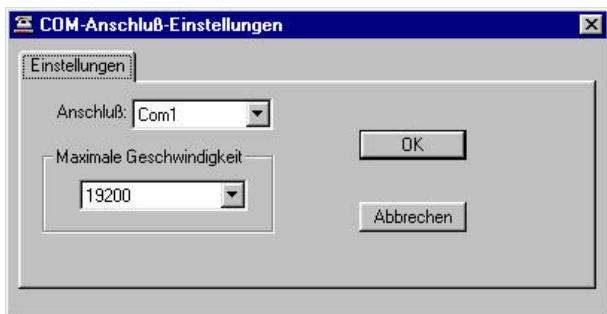 COM-Anschluß-Einstellungen
Einstellungen
Anschluß: Com1
Maximale Geschwindigkeit
19200
OK
Abbrechen